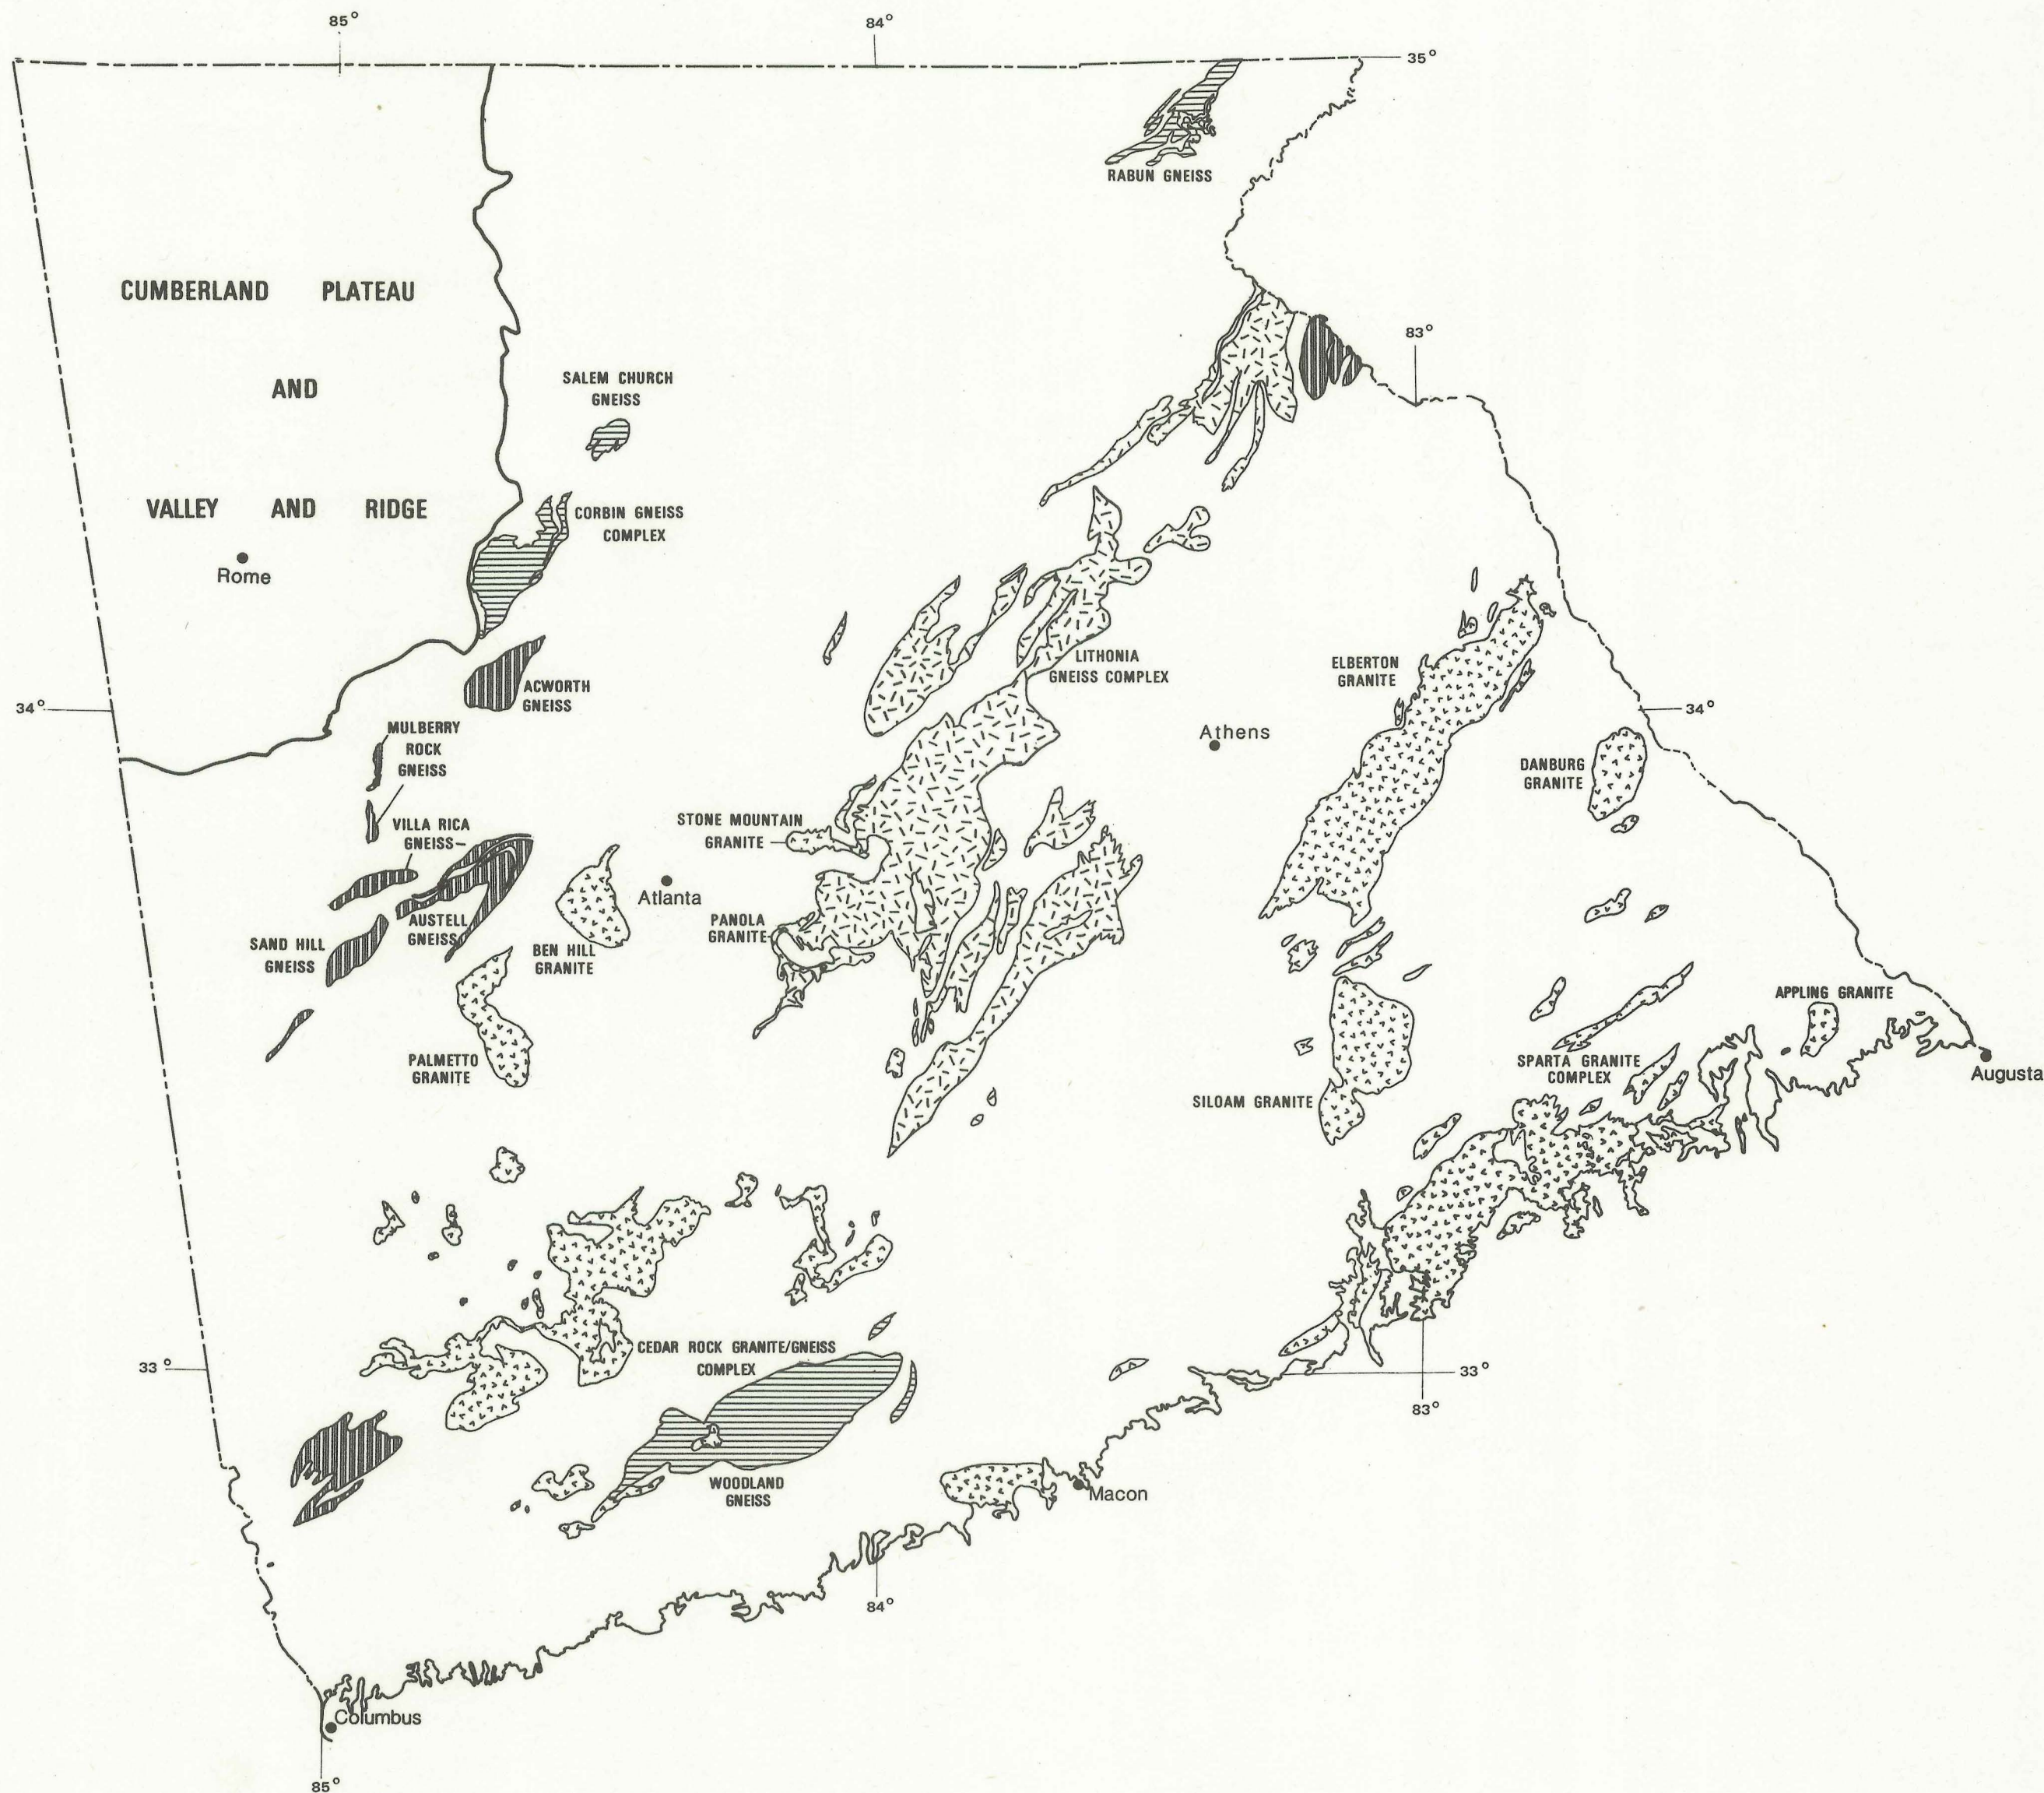 85°
84°
35°
RABUN GNEISS
CUMBERLAND PLATEAU
AND
VALLEY AND RIDGE
83°
SALEM CHURCH
GNEISS
CORBIN GNEISS
COMPLEX
Rome
LITHONIA
GNEISS COMPLEX
ELBERTON
GRANITE
ACWORTH
GNEISS
34°
34°
MULBERRY
ROCK
GNEISS
Athens
DANBURG
GRANITE
VILLA RICA
GNEISS
STONE MOUNTAIN
GRANITE
Atlanta
AUSTELL
GNEISS
PANOLA
GRANITE
SAND HILL
GNEISS
BEN HILL
GRANITE
APPLING GRANITE
PALMETTO
GRANITE
SPARTA GRANITE
COMPLEX
Augusta
SILOAM GRANITE
CEDAR ROCK GRANITE/GNEISS
COMPLEX
33°
33°
83°
WOODLAND
GNEISS
Macon
84°
Columbus
85°